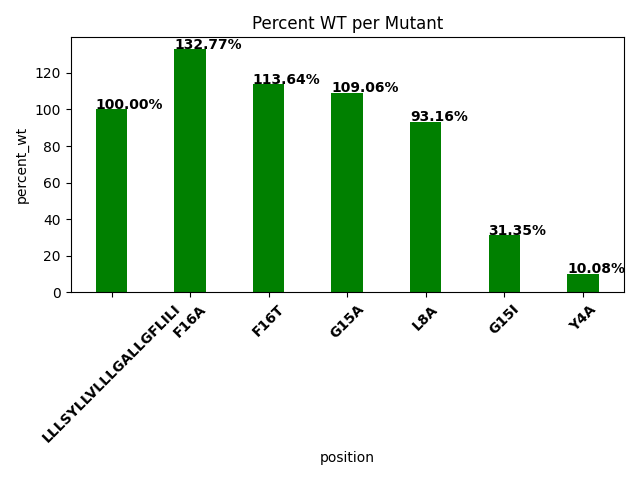 Percent WT per Mutant
percent_wt
120
100
80
60
40
20
0
100.00%
132.77%
113.64%
109.06%
93.16%
31.35%
10.08%
LLLSYLLVLLLGALLGFLILI
F16A
F16T
G15A
L8A
G15I
Y4A
position